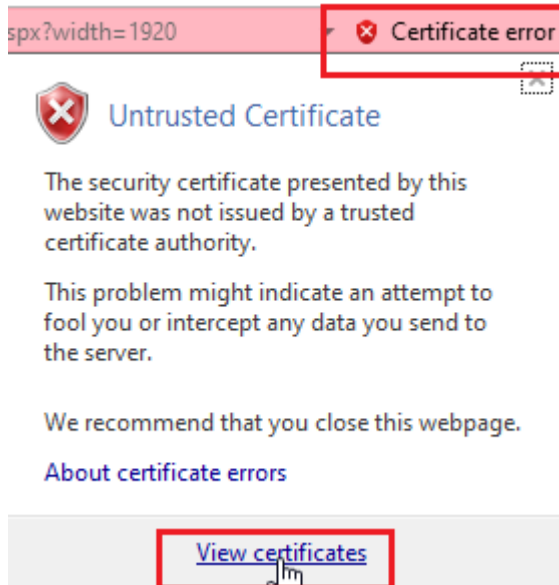 spx?width=1920
Certificate error
Untrusted Certificate
The security certificate presented by this
website was not issued by a trusted
certificate authority.
This problem might indicate an attempt to
fool you or intercept any data you send to
the server.
We recommend that you close this webpage.
About certificate errors
View certificates